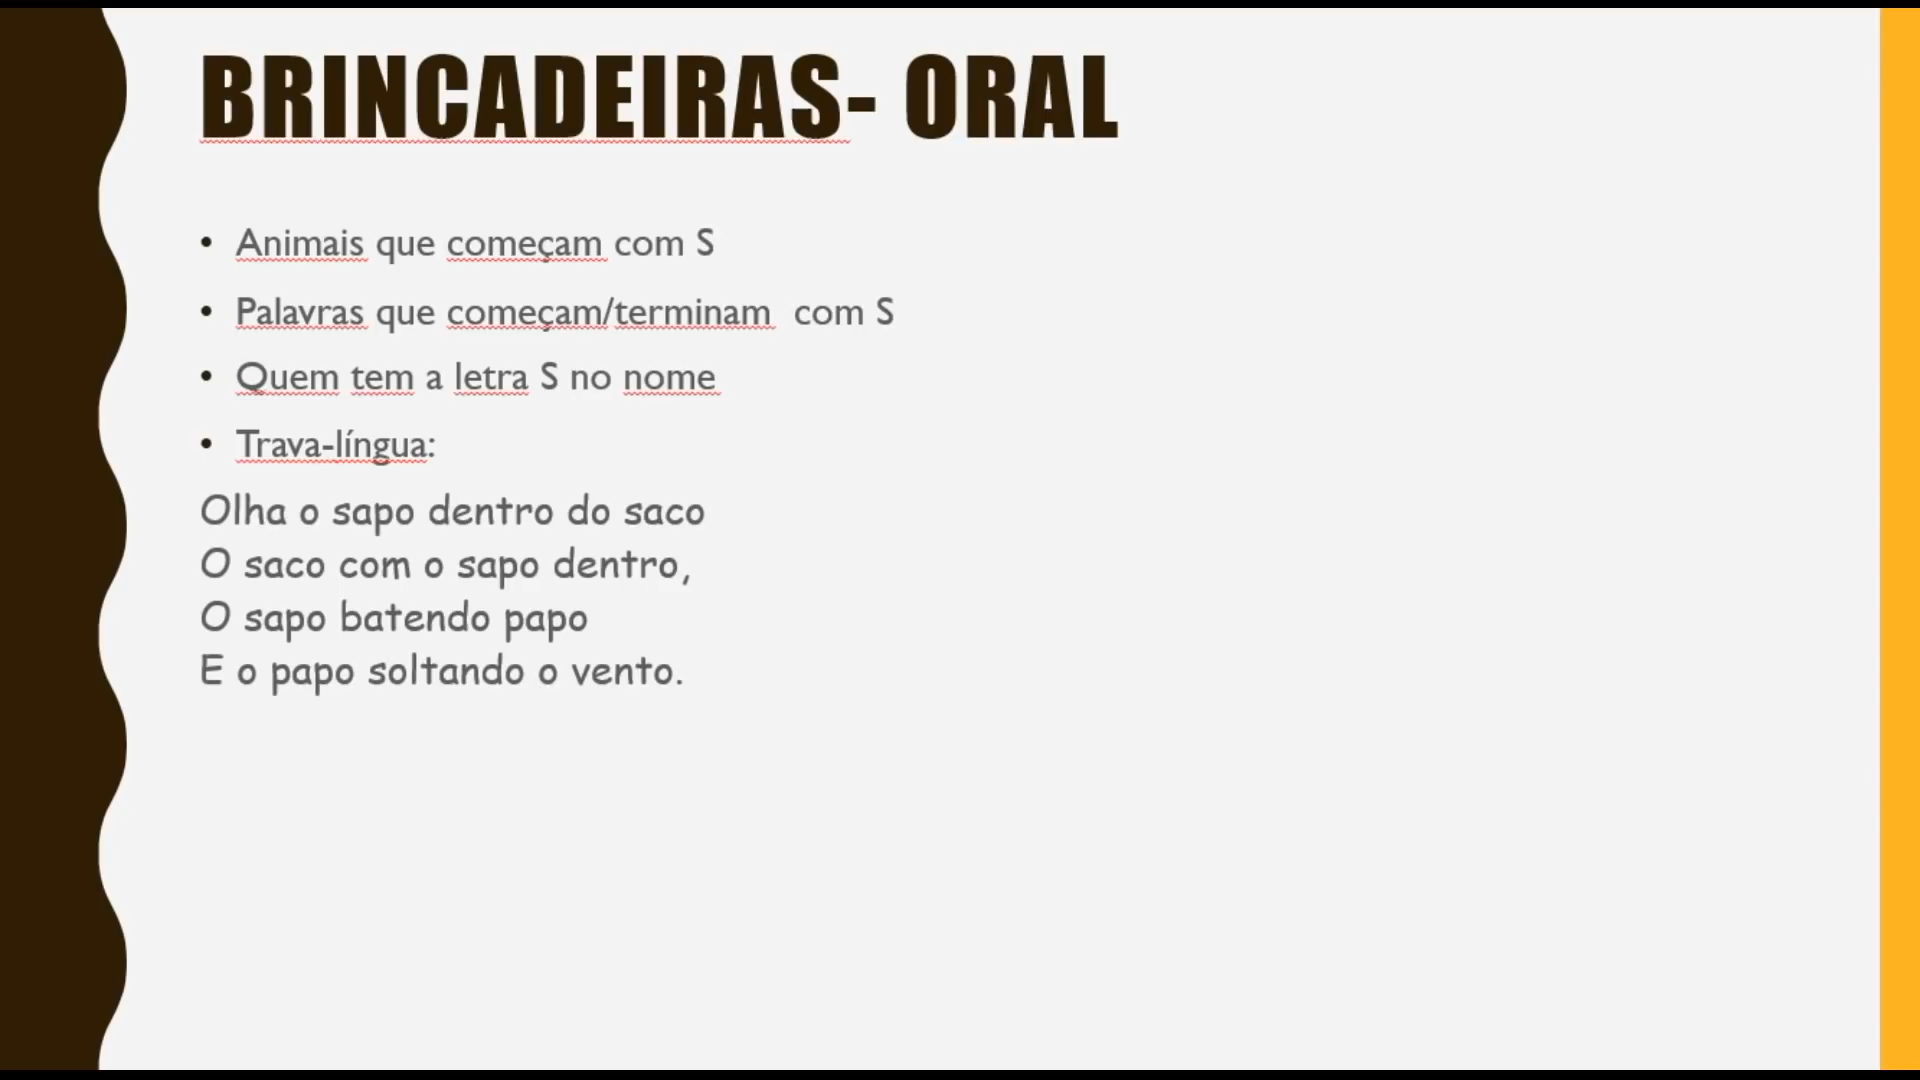 BRINCADEIRAS- ORAL
• Animais que começam com S
• Palavras que começam/terminam  com S
• Quem tem a letra S no nome
• Trava-língua:
Olha o sapo dentro do saco
O saco com o sapo dentro,
O sapo batendo papo
E o papo soltando o vento.